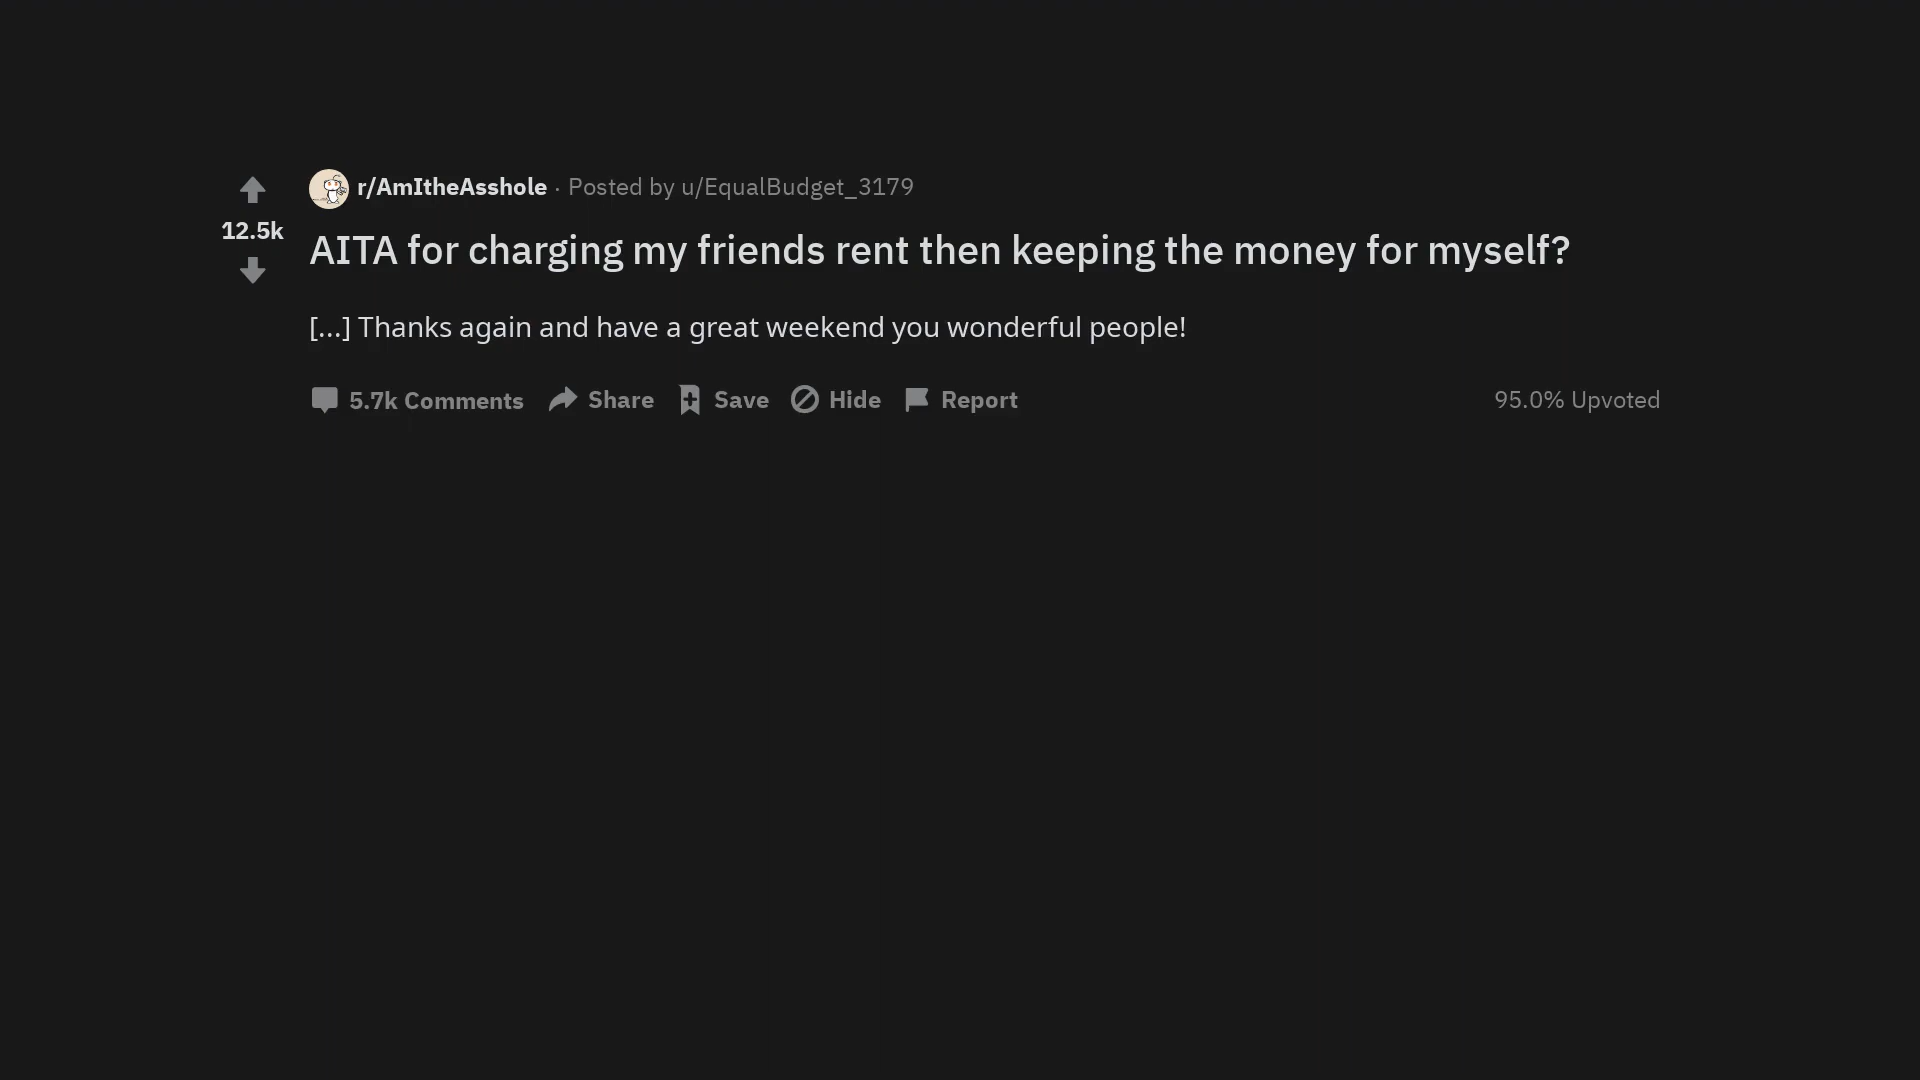 r/AmItheAsshole · Posted by u/EqualBudget_3179
12.5k
AITA for charging my friends rent then keeping the money for myself?
[...] Thanks again and have a great weekend you wonderful people!
5.7k Comments Share Save Hide Report 95.0% Upvoted